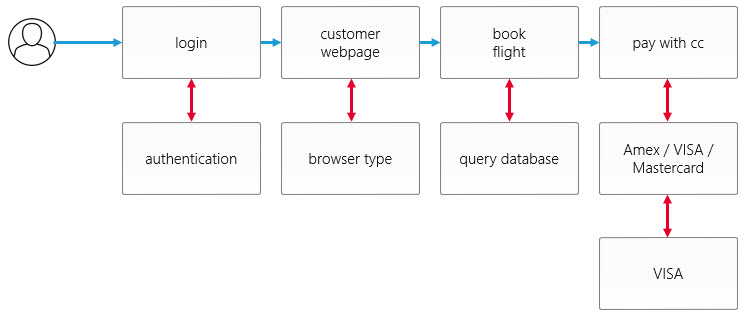 login
customer
webpage
book
flight
pay with cc
authentication
browser type
query database
Amex / VISA /
Mastercard
VISA